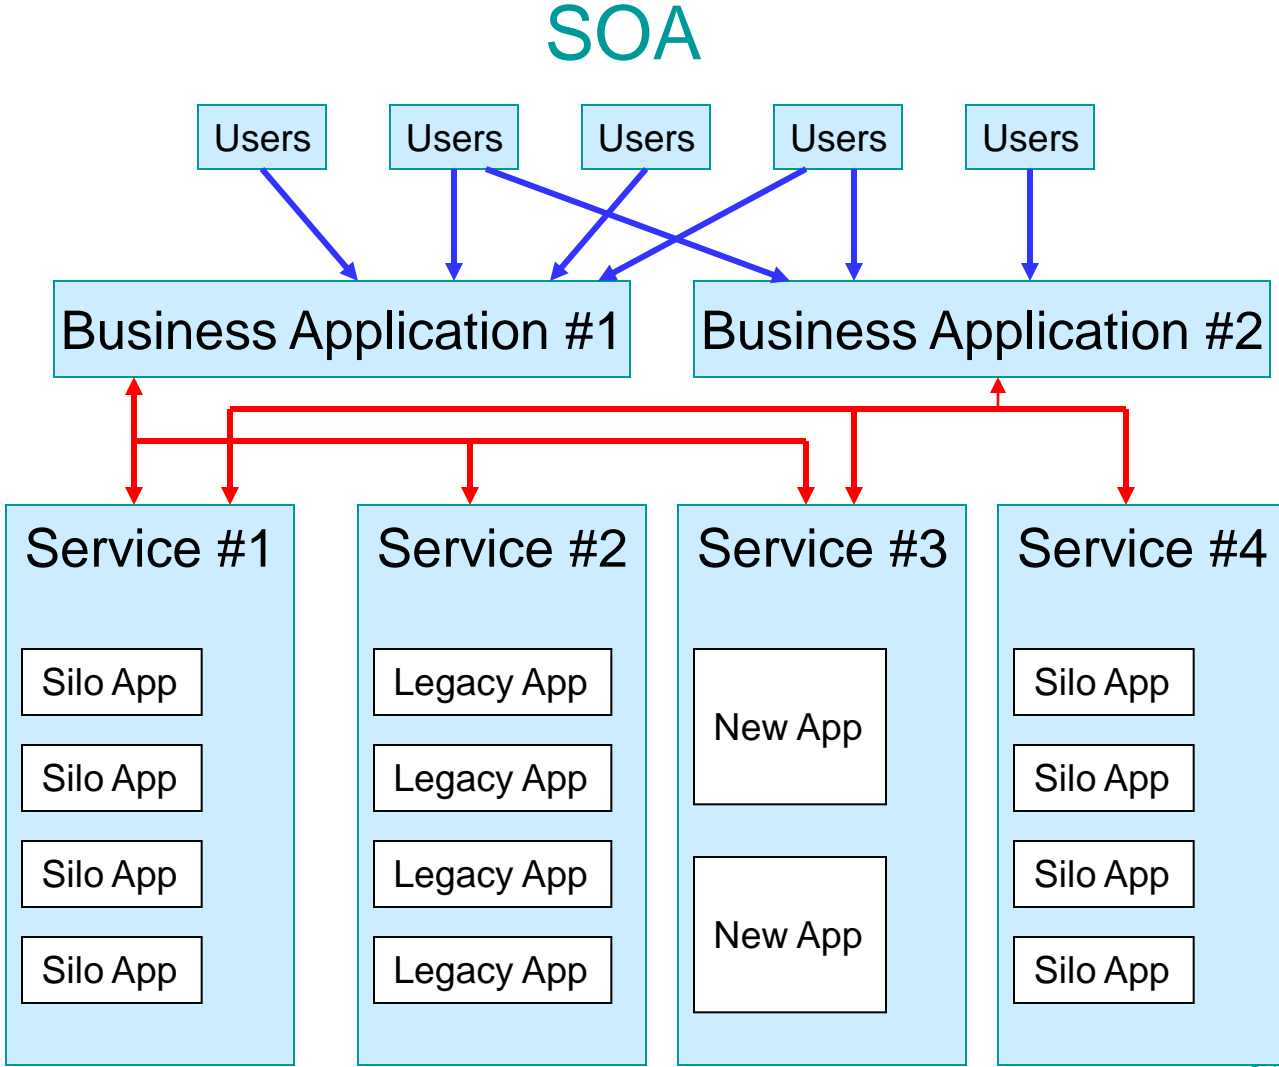 SOA
Users Users Users Users Users
Business Application #1 Business Application #2
Service #1 Service #2 Service #3 Service #4
Silo App Legacy App New App Silo App
Silo App Legacy App Silo App
Silo App Legacy App New App Silo App
Silo App Legacy App Silo App